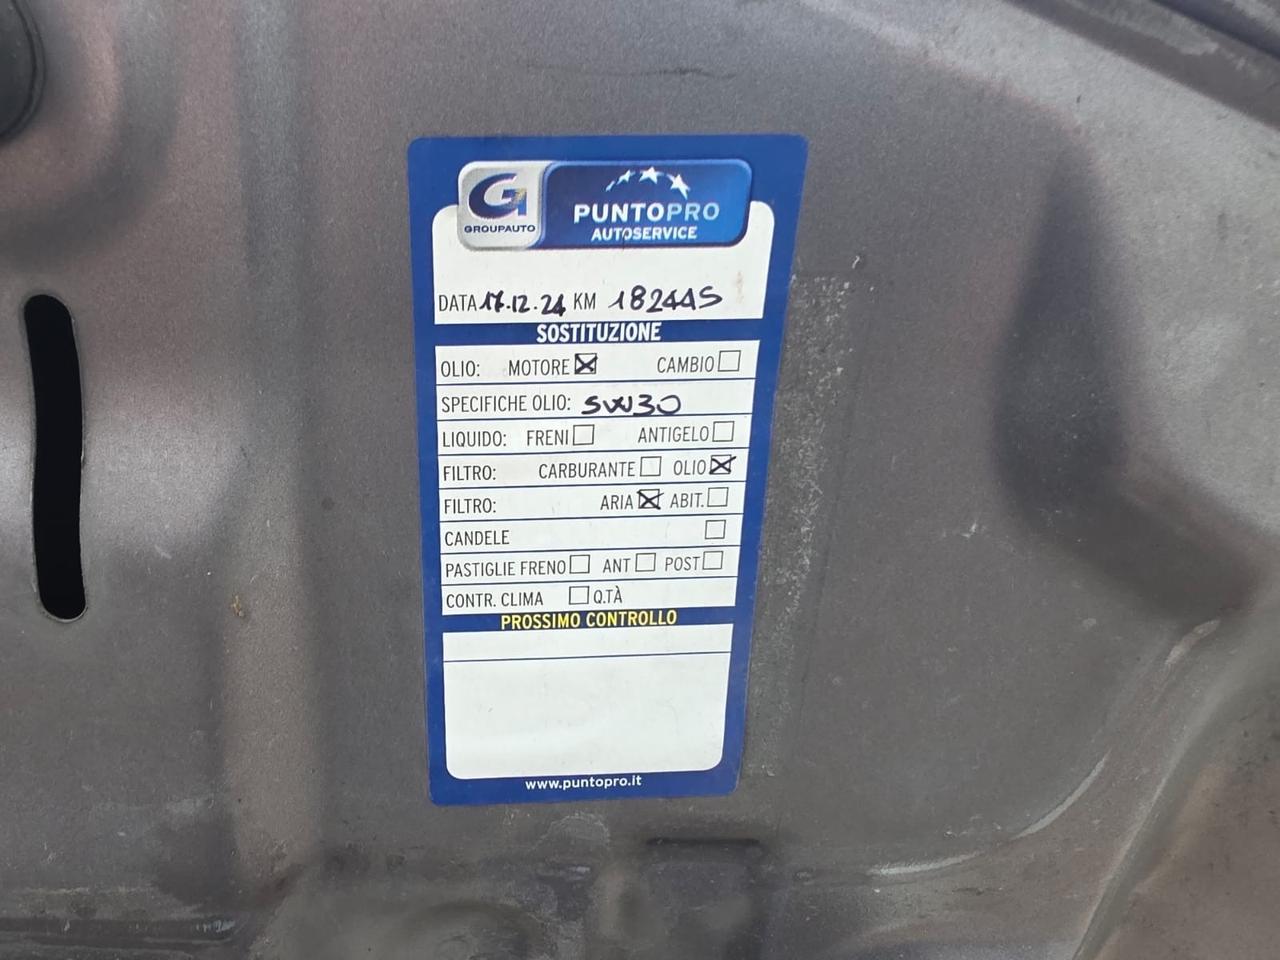 GROUPAUTO
PUNTOPRO
AUTOSERVICE
DATA 17.12.24 KM 182445
SOSTITUZIONE
OLIO: MOTORE CAMBIO
SPECIFICHE OLIO: 5W30
LIQUIDO: FRENI ANTIGELO
FILTRO: CARBURANTE OLIO
FILTRO: ARIA ABIT.
CANDELE
PASTIGLIE FRENO ANT POST
CONTR. CLIMA Q.TÀ
PROSSIMO CONTROLLO
www.puntopro.it